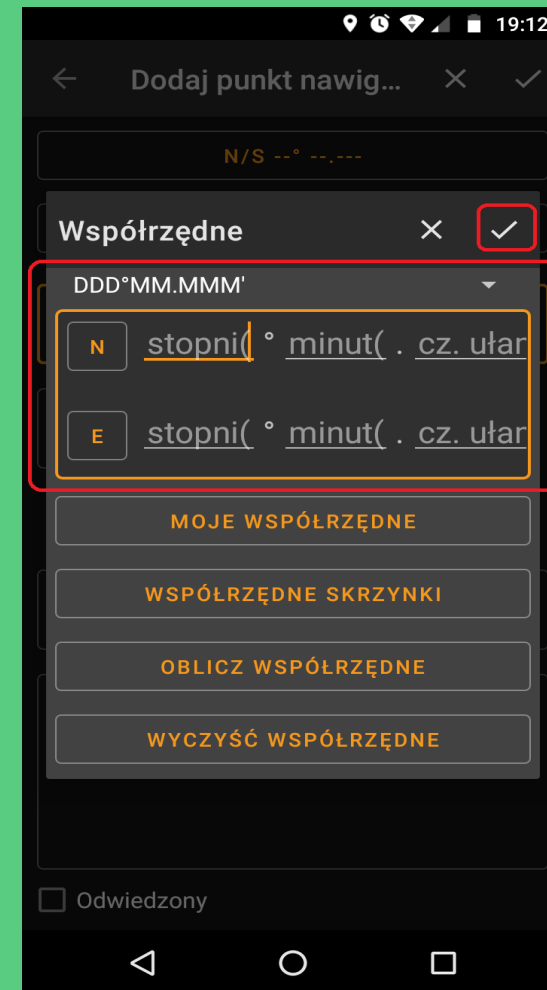 19:12
Dodaj punkt nawig...
N/S --° --.---
Współrzędne
DDD°MM.MMM'
N stopni( ° minut( . cz. ułar
E stopni( ° minut( . cz. ułar
MOJE WSPÓŁRZĘDNE
WSPÓŁRZĘDNE SKRZYNKI
OBLICZ WSPÓŁRZĘDNE
WYCZYŚĆ WSPÓŁRZĘDNE
Odwiedzony